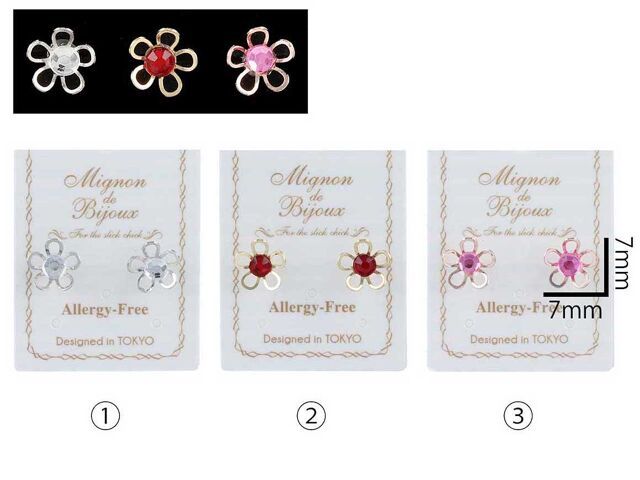 Mignon
de
Bijoux
For the slick chick
Allergy-Free
Designed in TOKYO
Mignon
de
Bijoux
For the slick chick
Allergy-Free
Designed in TOKYO
Mignon
de
Bijoux
For the slick chick
Allergy-Free
Designed in TOKYO
7mm
7mm
①
②
③